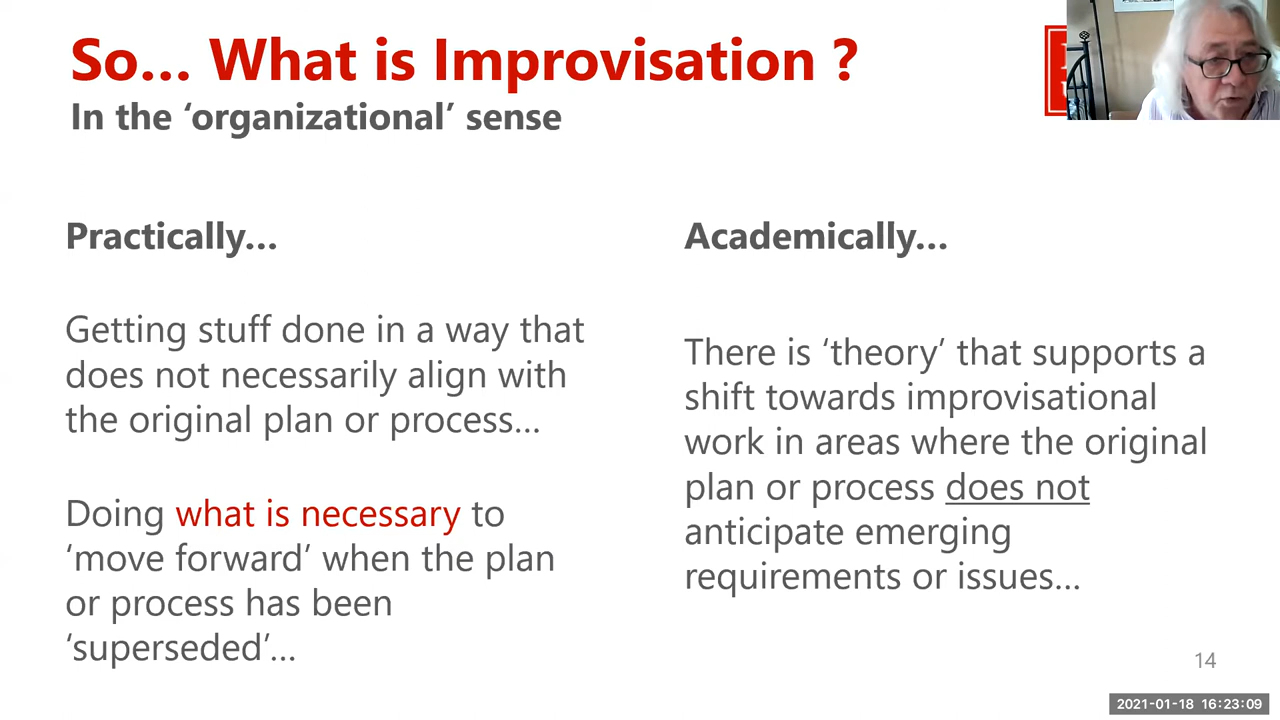 So... What is Improvisation ?
In the ‘organizational’ sense
Practically...
Getting stuff done in a way that
does not necessarily align with
the original plan or process...
Doing what is necessary to
‘move forward’ when the plan
or process has been
‘superseded’...
Academically...
There is ‘theory’ that supports a
shift towards improvisational
work in areas where the original
plan or process does not
anticipate emerging
requirements or issues...
14
2021-01-18 16:23:09